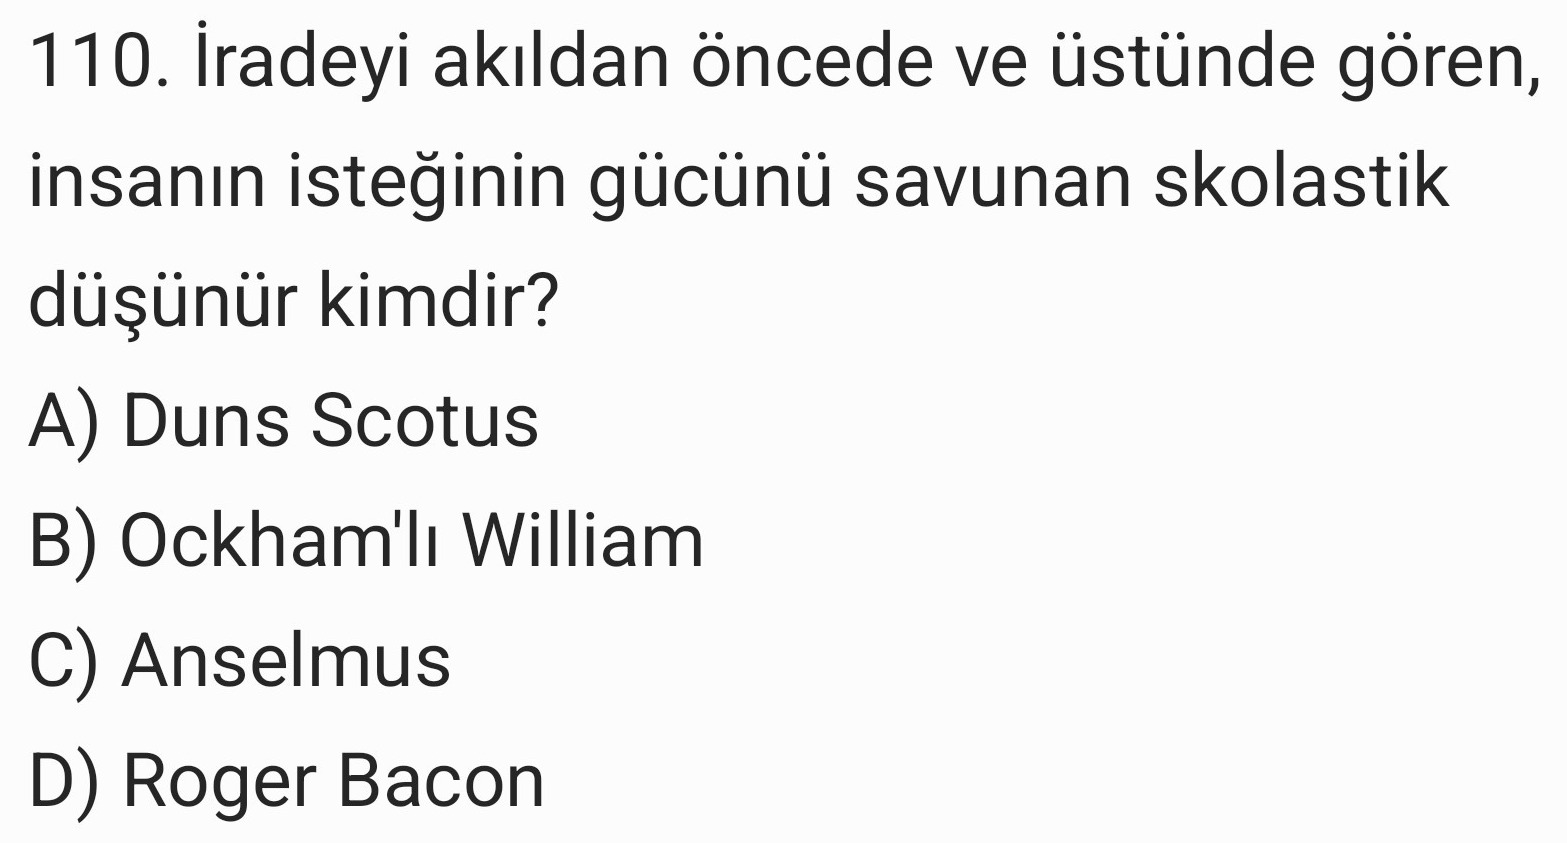 110. İradeyi akıldan öncede ve üstünde gören,
insanın isteğinin gücünü savunan skolastik
düşünür kimdir?
A) Duns Scotus
B) Ockham'lı William
C) Anselmus
D) Roger Bacon